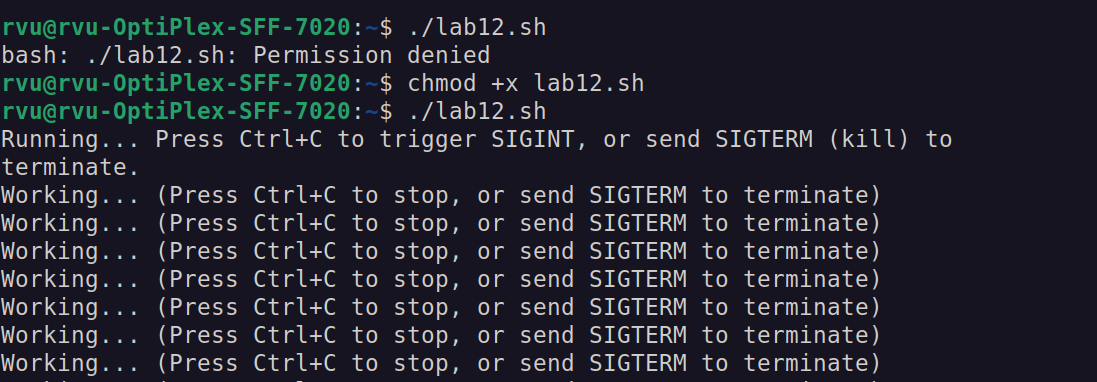 rvu@rvu-OptiPlex-SFF-7020:~$ ./lab12.sh
bash: ./lab12.sh: Permission denied
rvu@rvu-OptiPlex-SFF-7020:~$ chmod +x lab12.sh
rvu@rvu-OptiPlex-SFF-7020:~$ ./lab12.sh
Running... Press Ctrl+C to trigger SIGINT, or send SIGTERM (kill) to
terminate.
Working... (Press Ctrl+C to stop, or send SIGTERM to terminate)
Working... (Press Ctrl+C to stop, or send SIGTERM to terminate)
Working... (Press Ctrl+C to stop, or send SIGTERM to terminate)
Working... (Press Ctrl+C to stop, or send SIGTERM to terminate)
Working... (Press Ctrl+C to stop, or send SIGTERM to terminate)
Working... (Press Ctrl+C to stop, or send SIGTERM to terminate)
Working... (Press Ctrl+C to stop, or send SIGTERM to terminate)